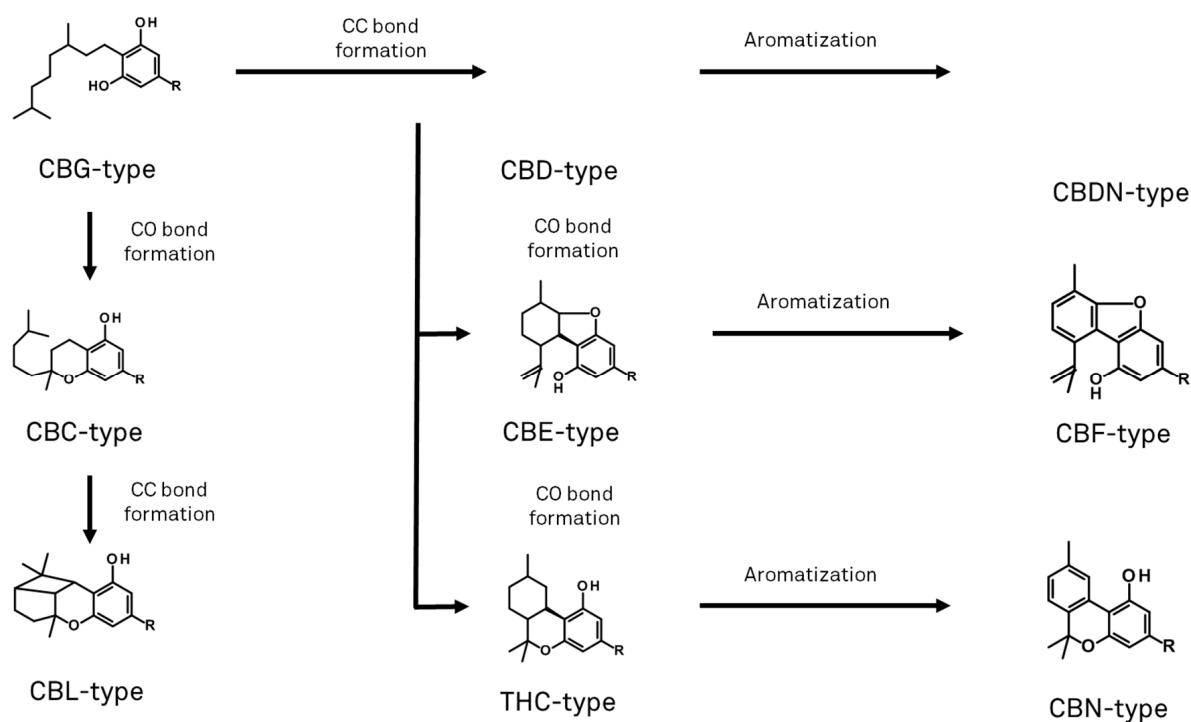 OH
HO
R
CBG-type
CC bond
formation
Aromatization
CBD-type
CBDN-type
CO bond
formation
OH
O
R
CBC-type
CO bond
formation
O
O
H
R
CBE-type
Aromatization
O
O
H
R
CBF-type
CC bond
formation
OH
O
R
CBL-type
CO bond
formation
OH
O
R
THC-type
Aromatization
OH
O
R
CBN-type